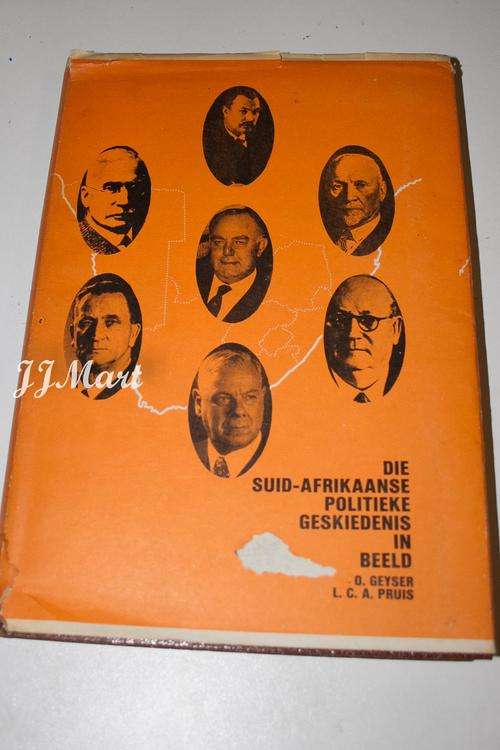 JJMart
DIE
SUID-AFRIKAANSE
POLITIEKE
GESKIEDENIS
IN
BEELD
O. GEYSER
L. C. A. PRUIS